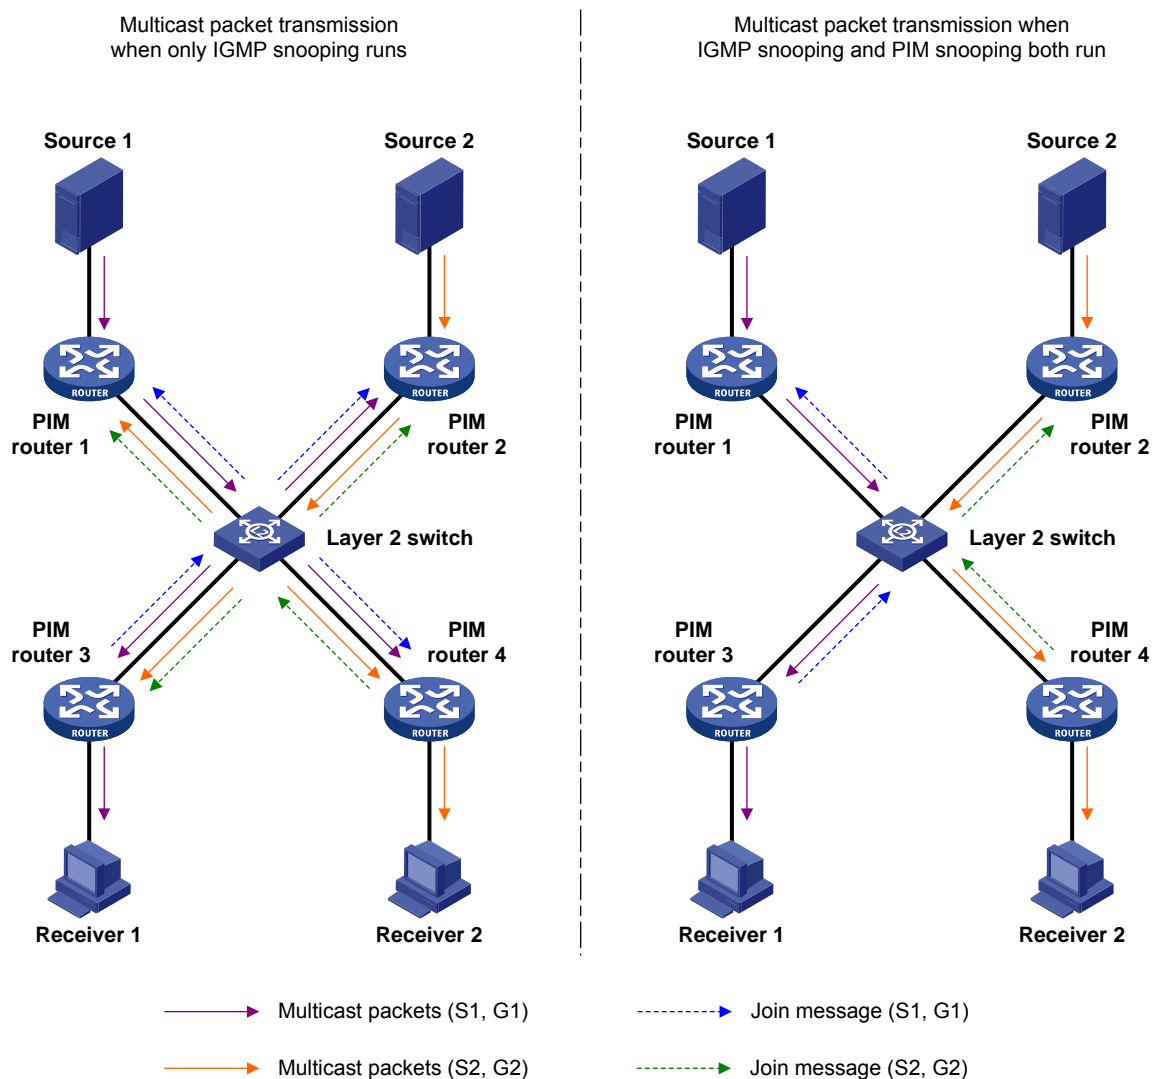 Multicast packet transmission
when only IGMP snooping runs
Multicast packet transmission when
IGMP snooping and PIM snooping both run
Source 1
Source 2
Source 1
Source 2
ROUTER
ROUTER
ROUTER
ROUTER
PIM
router 1
PIM
router 2
PIM
router 1
PIM
router 2
Layer 2 switch
Layer 2 switch
PIM
router 3
PIM
router 4
PIM
router 3
PIM
router 4
ROUTER
ROUTER
ROUTER
ROUTER
Receiver 1
Receiver 2
Receiver 1
Receiver 2
Multicast packets (S1, G1)
Join message (S1, G1)
Multicast packets (S2, G2)
Join message (S2, G2)